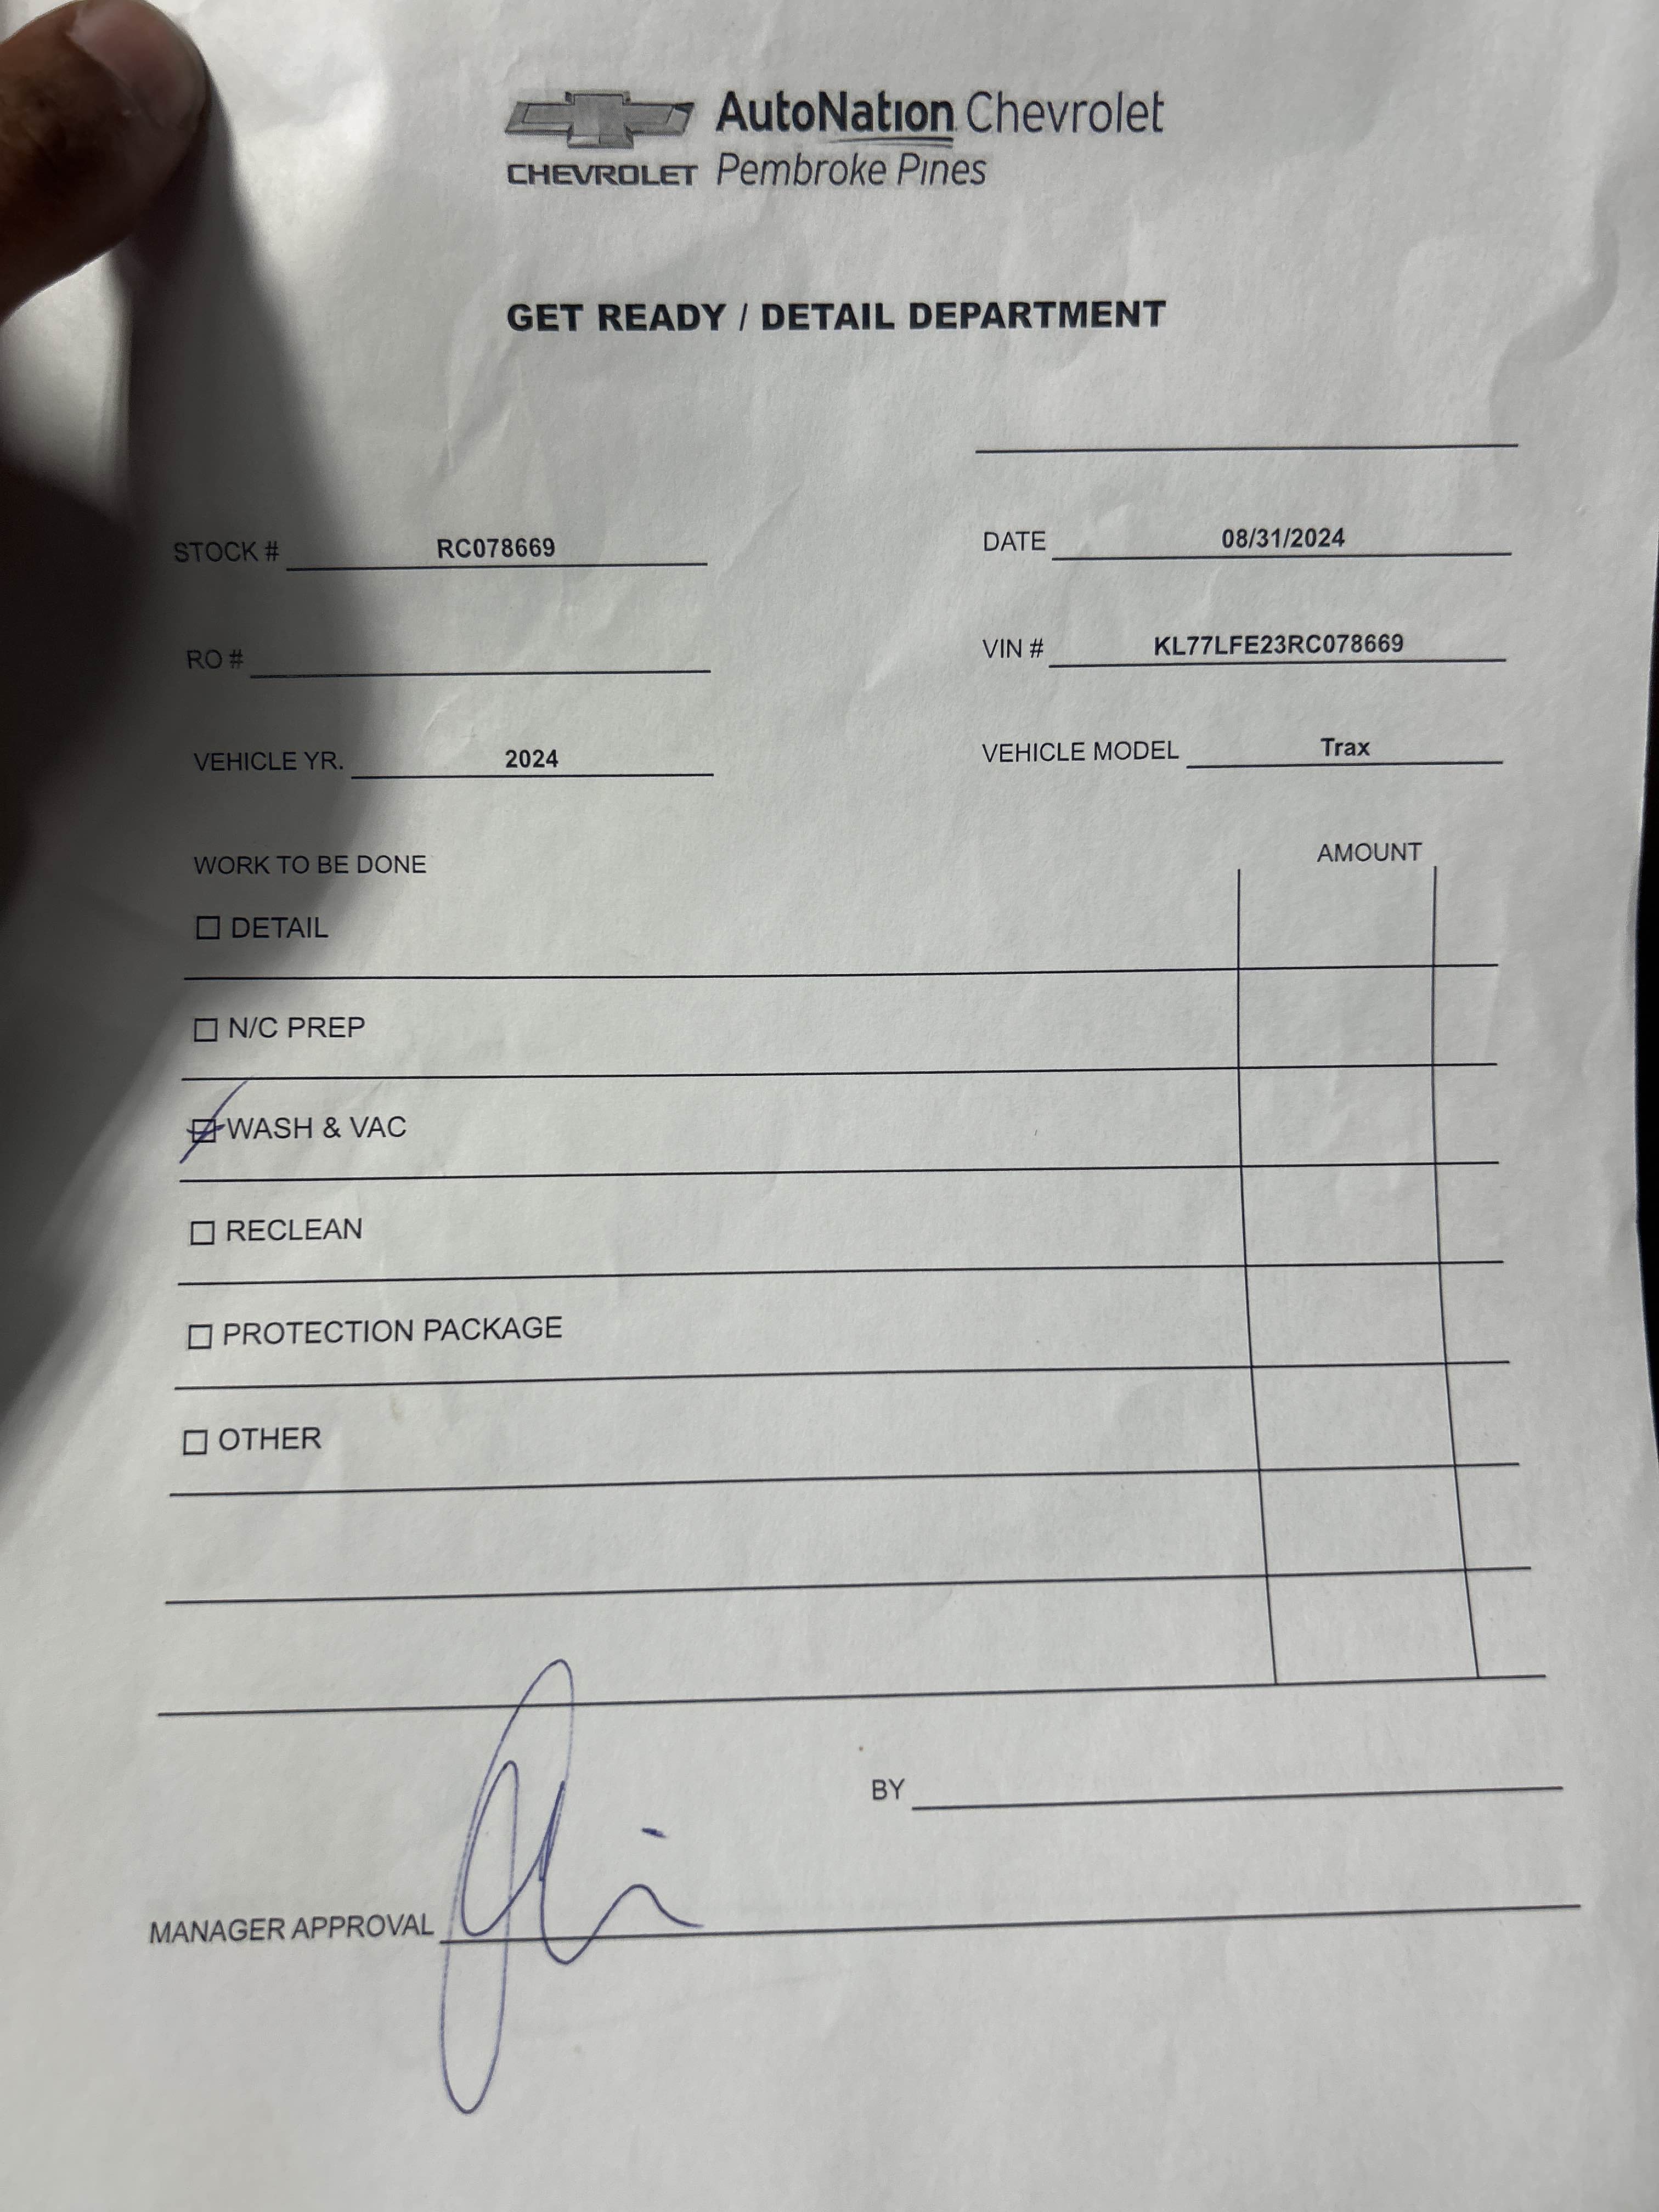 AutoNation Chevrolet
CHEVROLET Pembroke Pines
GET READY / DETAIL DEPARTMENT
STOCK # RC078669 DATE 08/31/2024
RO # VIN # KL77LFE23RC078669
VEHICLE YR. 2024 VEHICLE MODEL Trax
WORK TO BE DONE AMOUNT
DETAIL
N/C PREP
WASH & VAC
RECLEAN
PROTECTION PACKAGE
OTHER
BY
MANAGER APPROVAL